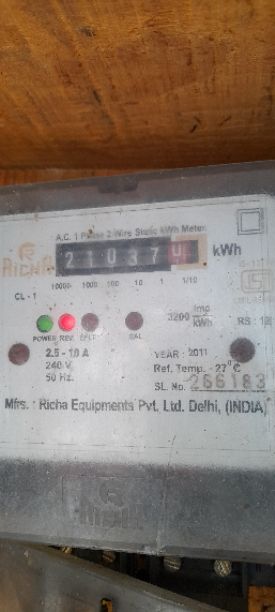 A.C. 1 Phase 2 Wire Static kWh Meter
RICHA
21037
kWh
10000 1000 100 10 1 1/10
CL - 1
3200 imp/kWh
POWER REV. EFLT CAL
2.5 - 10 A
240 V
50 Hz.
YEAR : 2011
Ref. Temp. - 27°C
SL. No. 266183
Mfrs. : Richa Equipments Pvt. Ltd. Delhi, (INDIA)